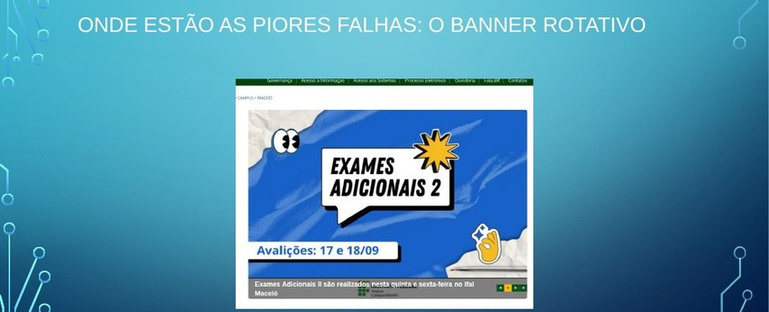 ONDE ESTÃO AS PIORES FALHAS: O BANNER ROTATIVO
Governança | Acesso à Informação | Acesso aos Sistemas | Processo Eletrônico | Ouvidoria | Fala.BR | Contatos
CAMPUS > MACEIÓ
EXAMES
ADICIONAIS 2
Avalições: 17 e 18/09
Exames Adicionais II são realizados nesta quinta e sexta-feira no Ifal
Maceió